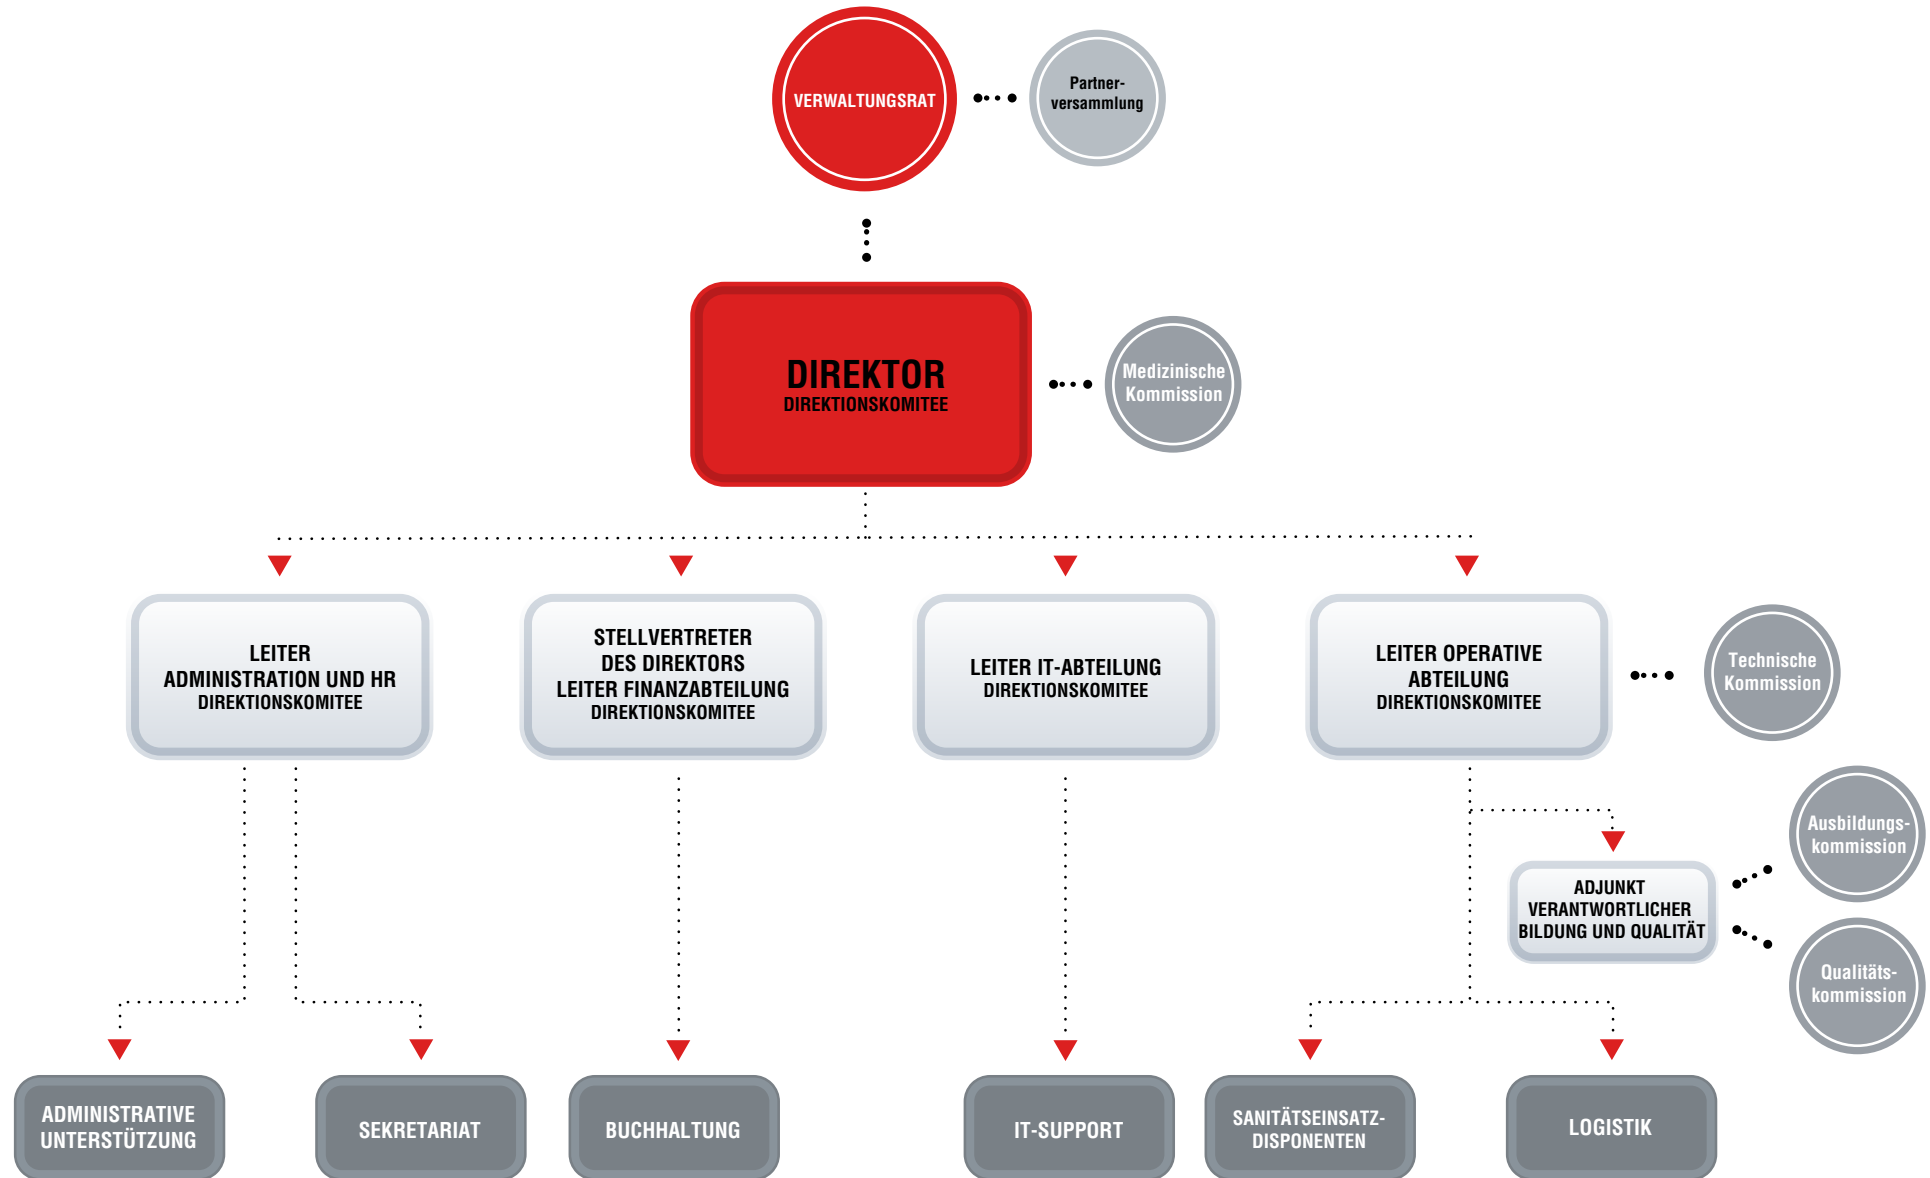 VERWALTUNGSRAT
Partner-
versammlung
DIREKTOR
DIREKTIONSKOMITEE
Medizinische
Kommission
LEITER
ADMINISTRATION UND HR
DIREKTIONSKOMITEE
STELLVERTRETER
DES DIREKTORS
LEITER FINANZABTEILUNG
DIREKTIONSKOMITEE
LEITER IT-ABTEILUNG
DIREKTIONSKOMITEE
LEITER OPERATIVE
ABTEILUNG
DIREKTIONSKOMITEE
Technische
Kommission
Ausbildungs-
kommission
ADJUNKT
VERANTWORTLICHER
BILDUNG UND QUALITÄT
Qualitäts-
kommission
ADMINISTRATIVE
UNTERSTÜTZUNG
SEKRETARIAT
BUCHHALTUNG
IT-SUPPORT
SANITÄTSEINSATZ-
DISPONENTEN
LOGISTIK